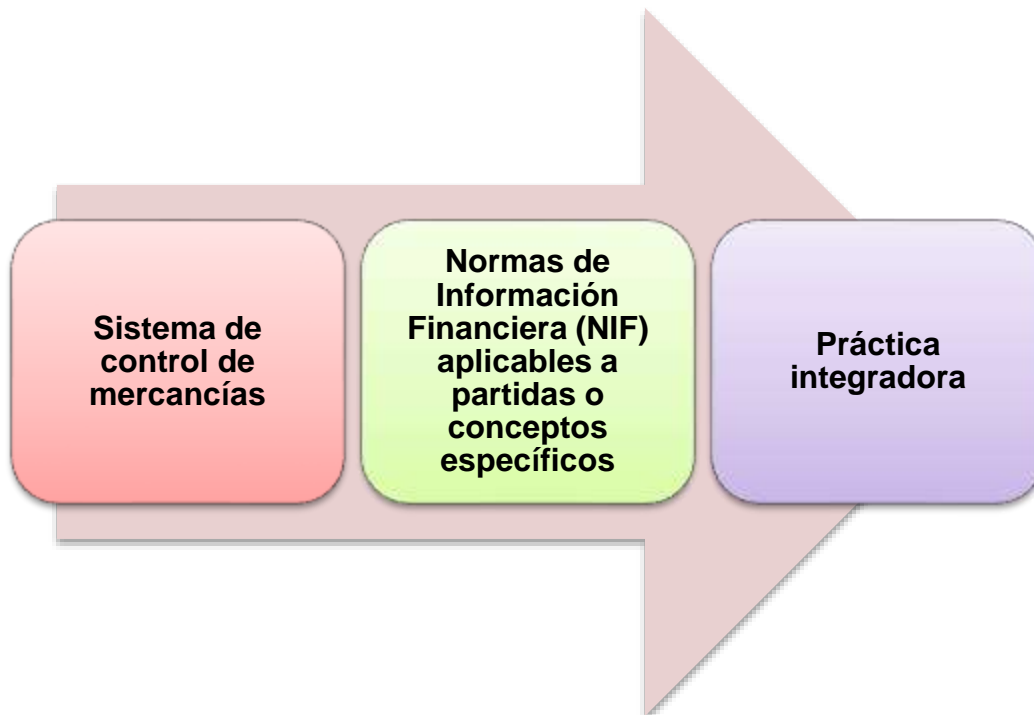 Sistema de
control de
mercancías
Normas de
Información
Financiera (NIF)
aplicables a
partidas o
conceptos
específicos
Práctica
integradora